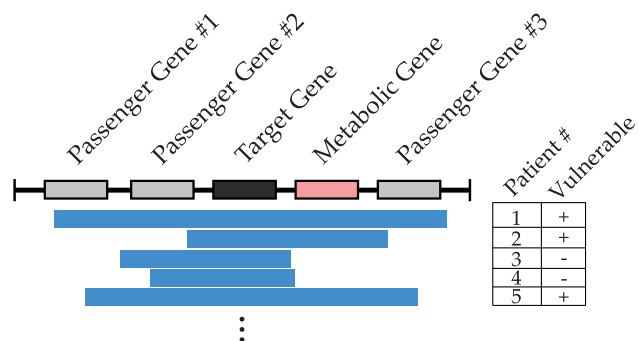 Passenger Gene #1
Passenger Gene #2
Target Gene
Metabolic Gene
Passenger Gene #3
Patient # Vulnerable
1 +
2 +
3 -
4 -
5 +